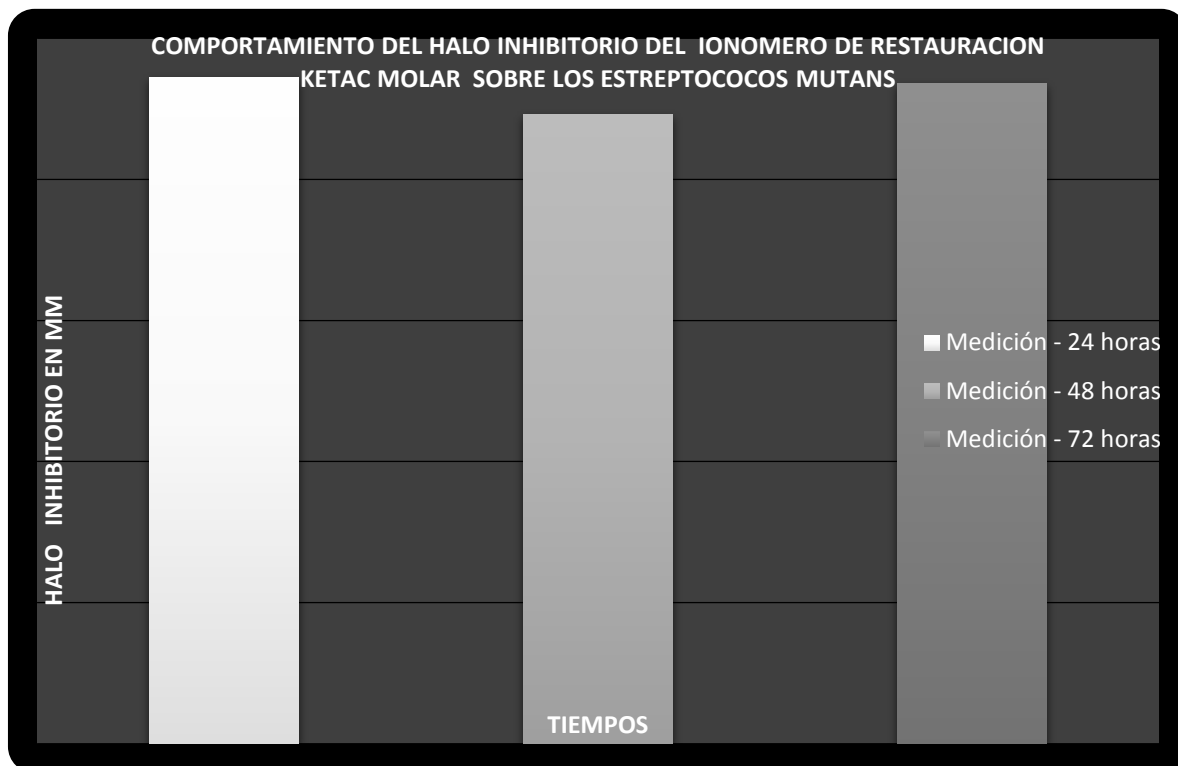 COMPORTAMIENTO DEL HALO INHIBITORIO DEL IONOMERO DE RESTAURACION
KETAC MOLAR SOBRE LOS ESTREPTOCOCOS MUTANS
HALO INHIBITORIO EN MM
Medición - 24 horas
Medición - 48 horas
Medición - 72 horas
TIEMPOS